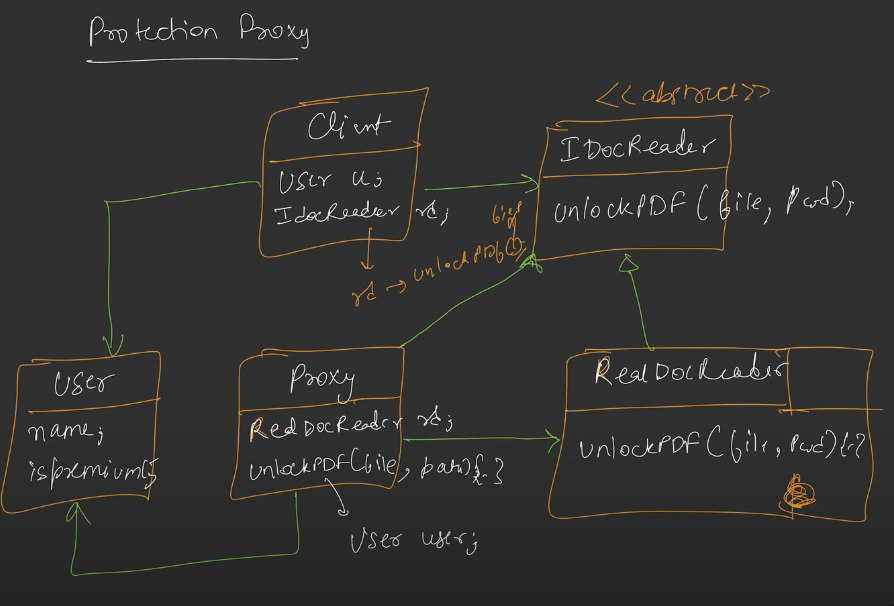 Protection Proxy
<<abstract>>
Client
User u;
IdocReader rd;
rd → unlockPDF()
IDocReader
unlockPDF(file, pwd);
User
name;
ispremium()
Proxy
RealDocReader rd;
unlockPDF(file, path){ }
User user;
RealDocReader
unlockPDF(file, pwd){ }